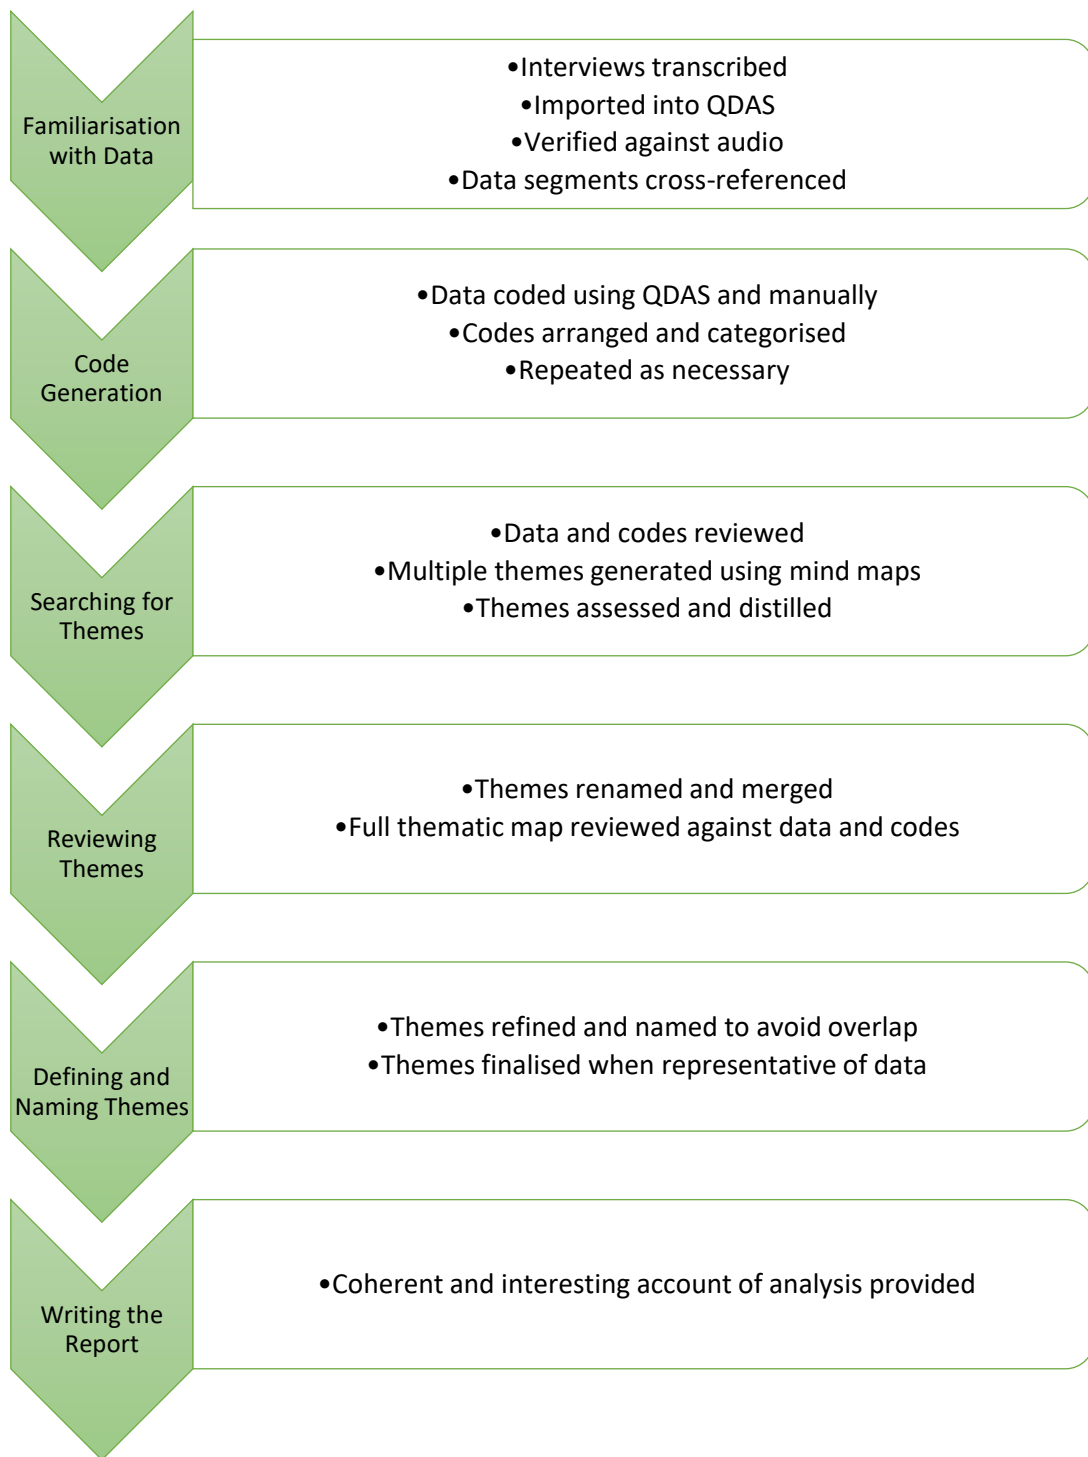 Familiarisation
with Data
•Interviews transcribed
•Imported into QDAS
•Verified against audio
•Data segments cross-referenced
Code
Generation
•Data coded using QDAS and manually
•Codes arranged and categorised
•Repeated as necessary
Searching for
Themes
•Data and codes reviewed
•Multiple themes generated using mind maps
•Themes assessed and distilled
Reviewing
Themes
•Themes renamed and merged
•Full thematic map reviewed against data and codes
Defining and
Naming Themes
•Themes refined and named to avoid overlap
•Themes finalised when representative of data
Writing the
Report
•Coherent and interesting account of analysis provided